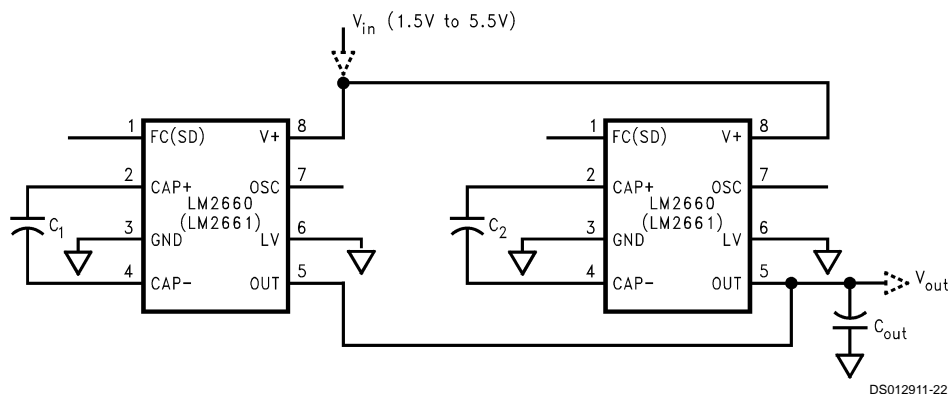 Vin (1.5V to 5.5V)
1 FC(SD) V+ 8
2 CAP+ OSC 7
LM2660
(LM2661)
3 GND LV 6
4 CAP- OUT 5
C1
1 FC(SD) V+ 8
2 CAP+ OSC 7
LM2660
(LM2661)
3 GND LV 6
4 CAP- OUT 5
C2
Vout
Cout
DS012911-22